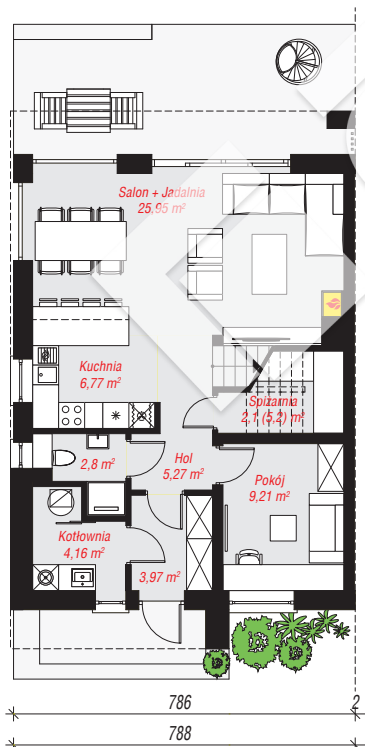 Salon + Jadalnia
25,95 m²
Kuchnia
6,77 m²
Spiżarnia
2,1 (5,2) m²
2,8 m²
Hol
5,27 m²
Pokój
9,21 m²
Kotłownia
4,16 m²
3,97 m²
786
2
788